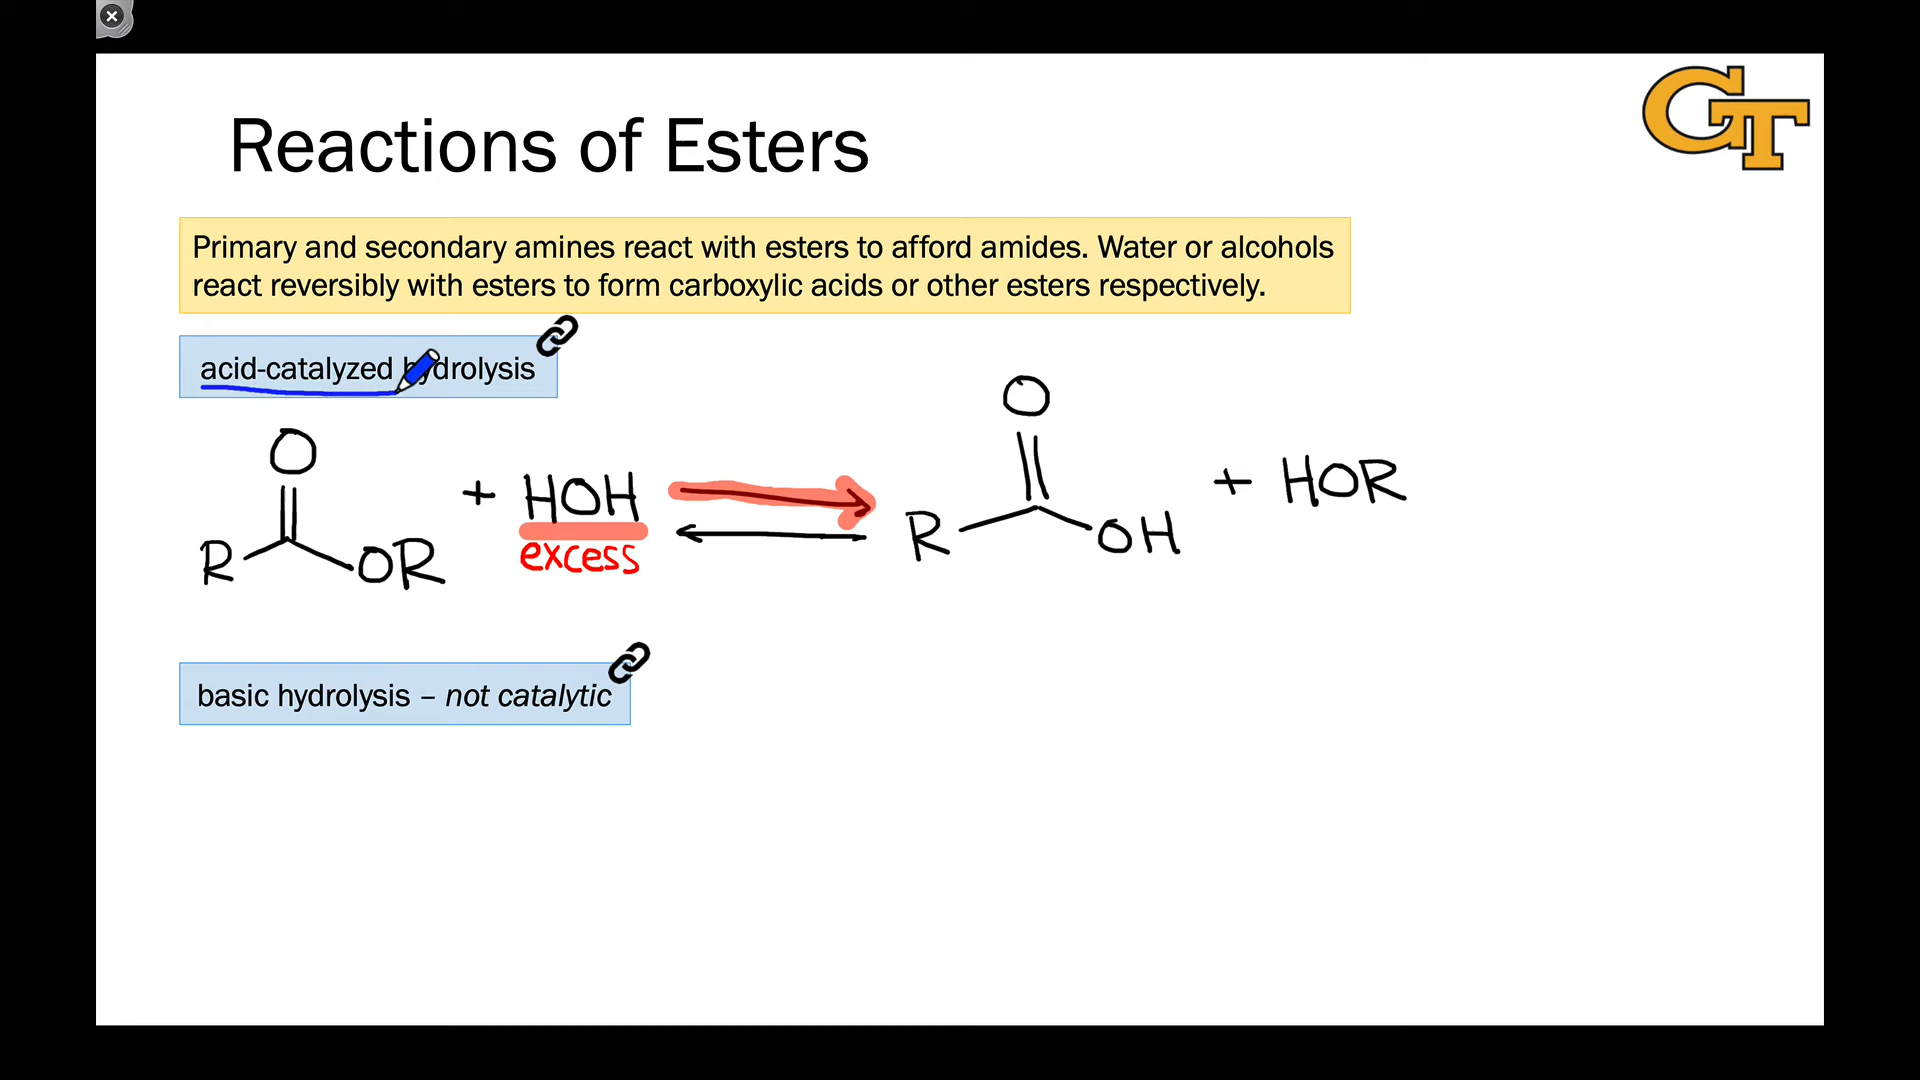 Reactions of Esters
GT
Primary and secondary amines react with esters to afford amides. Water or alcohols
react reversibly with esters to form carboxylic acids or other esters respectively.
acid-catalyzed hydrolysis
O
R OR + HOH
excess
O
R OH + HOR
basic hydrolysis – not catalytic